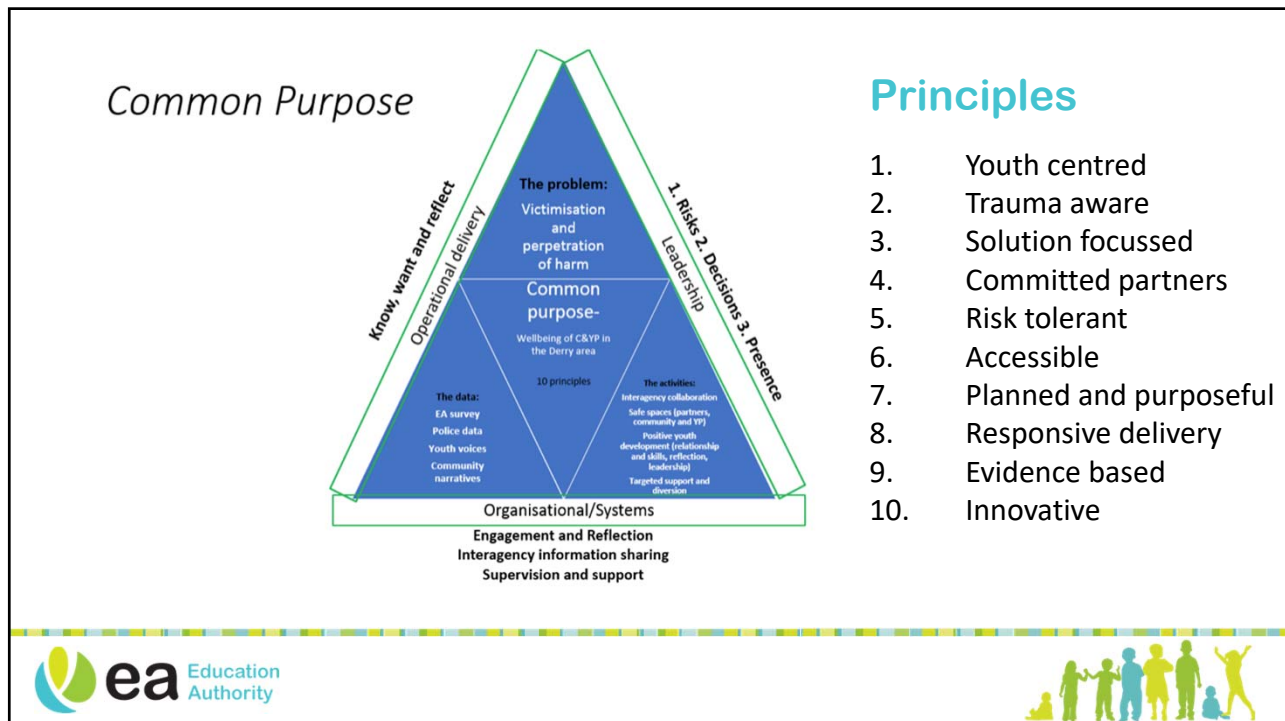 Common Purpose
Know, want and reflect
Operational delivery
The problem:
Victimisation
and
perpetration
of harm
Common
purpose-
Wellbeing of C&YP in
the Derry area
10 principles
The data:
EA survey
Police data
Youth voices
Community
narratives
The activities:
Interagency collaboration
Safe spaces (partners,
community and YP)
Positive youth
development (relationship
and skills, reflection,
leadership)
Targeted support and
diversion
Leadership
1. Risks 2. Decisions 3. Presence
Organisational/Systems
Engagement and Reflection
Interagency information sharing
Supervision and support
Principles
1. Youth centred
2. Trauma aware
3. Solution focussed
4. Committed partners
5. Risk tolerant
6. Accessible
7. Planned and purposeful
8. Responsive delivery
9. Evidence based
10. Innovative
ea Education
Authority